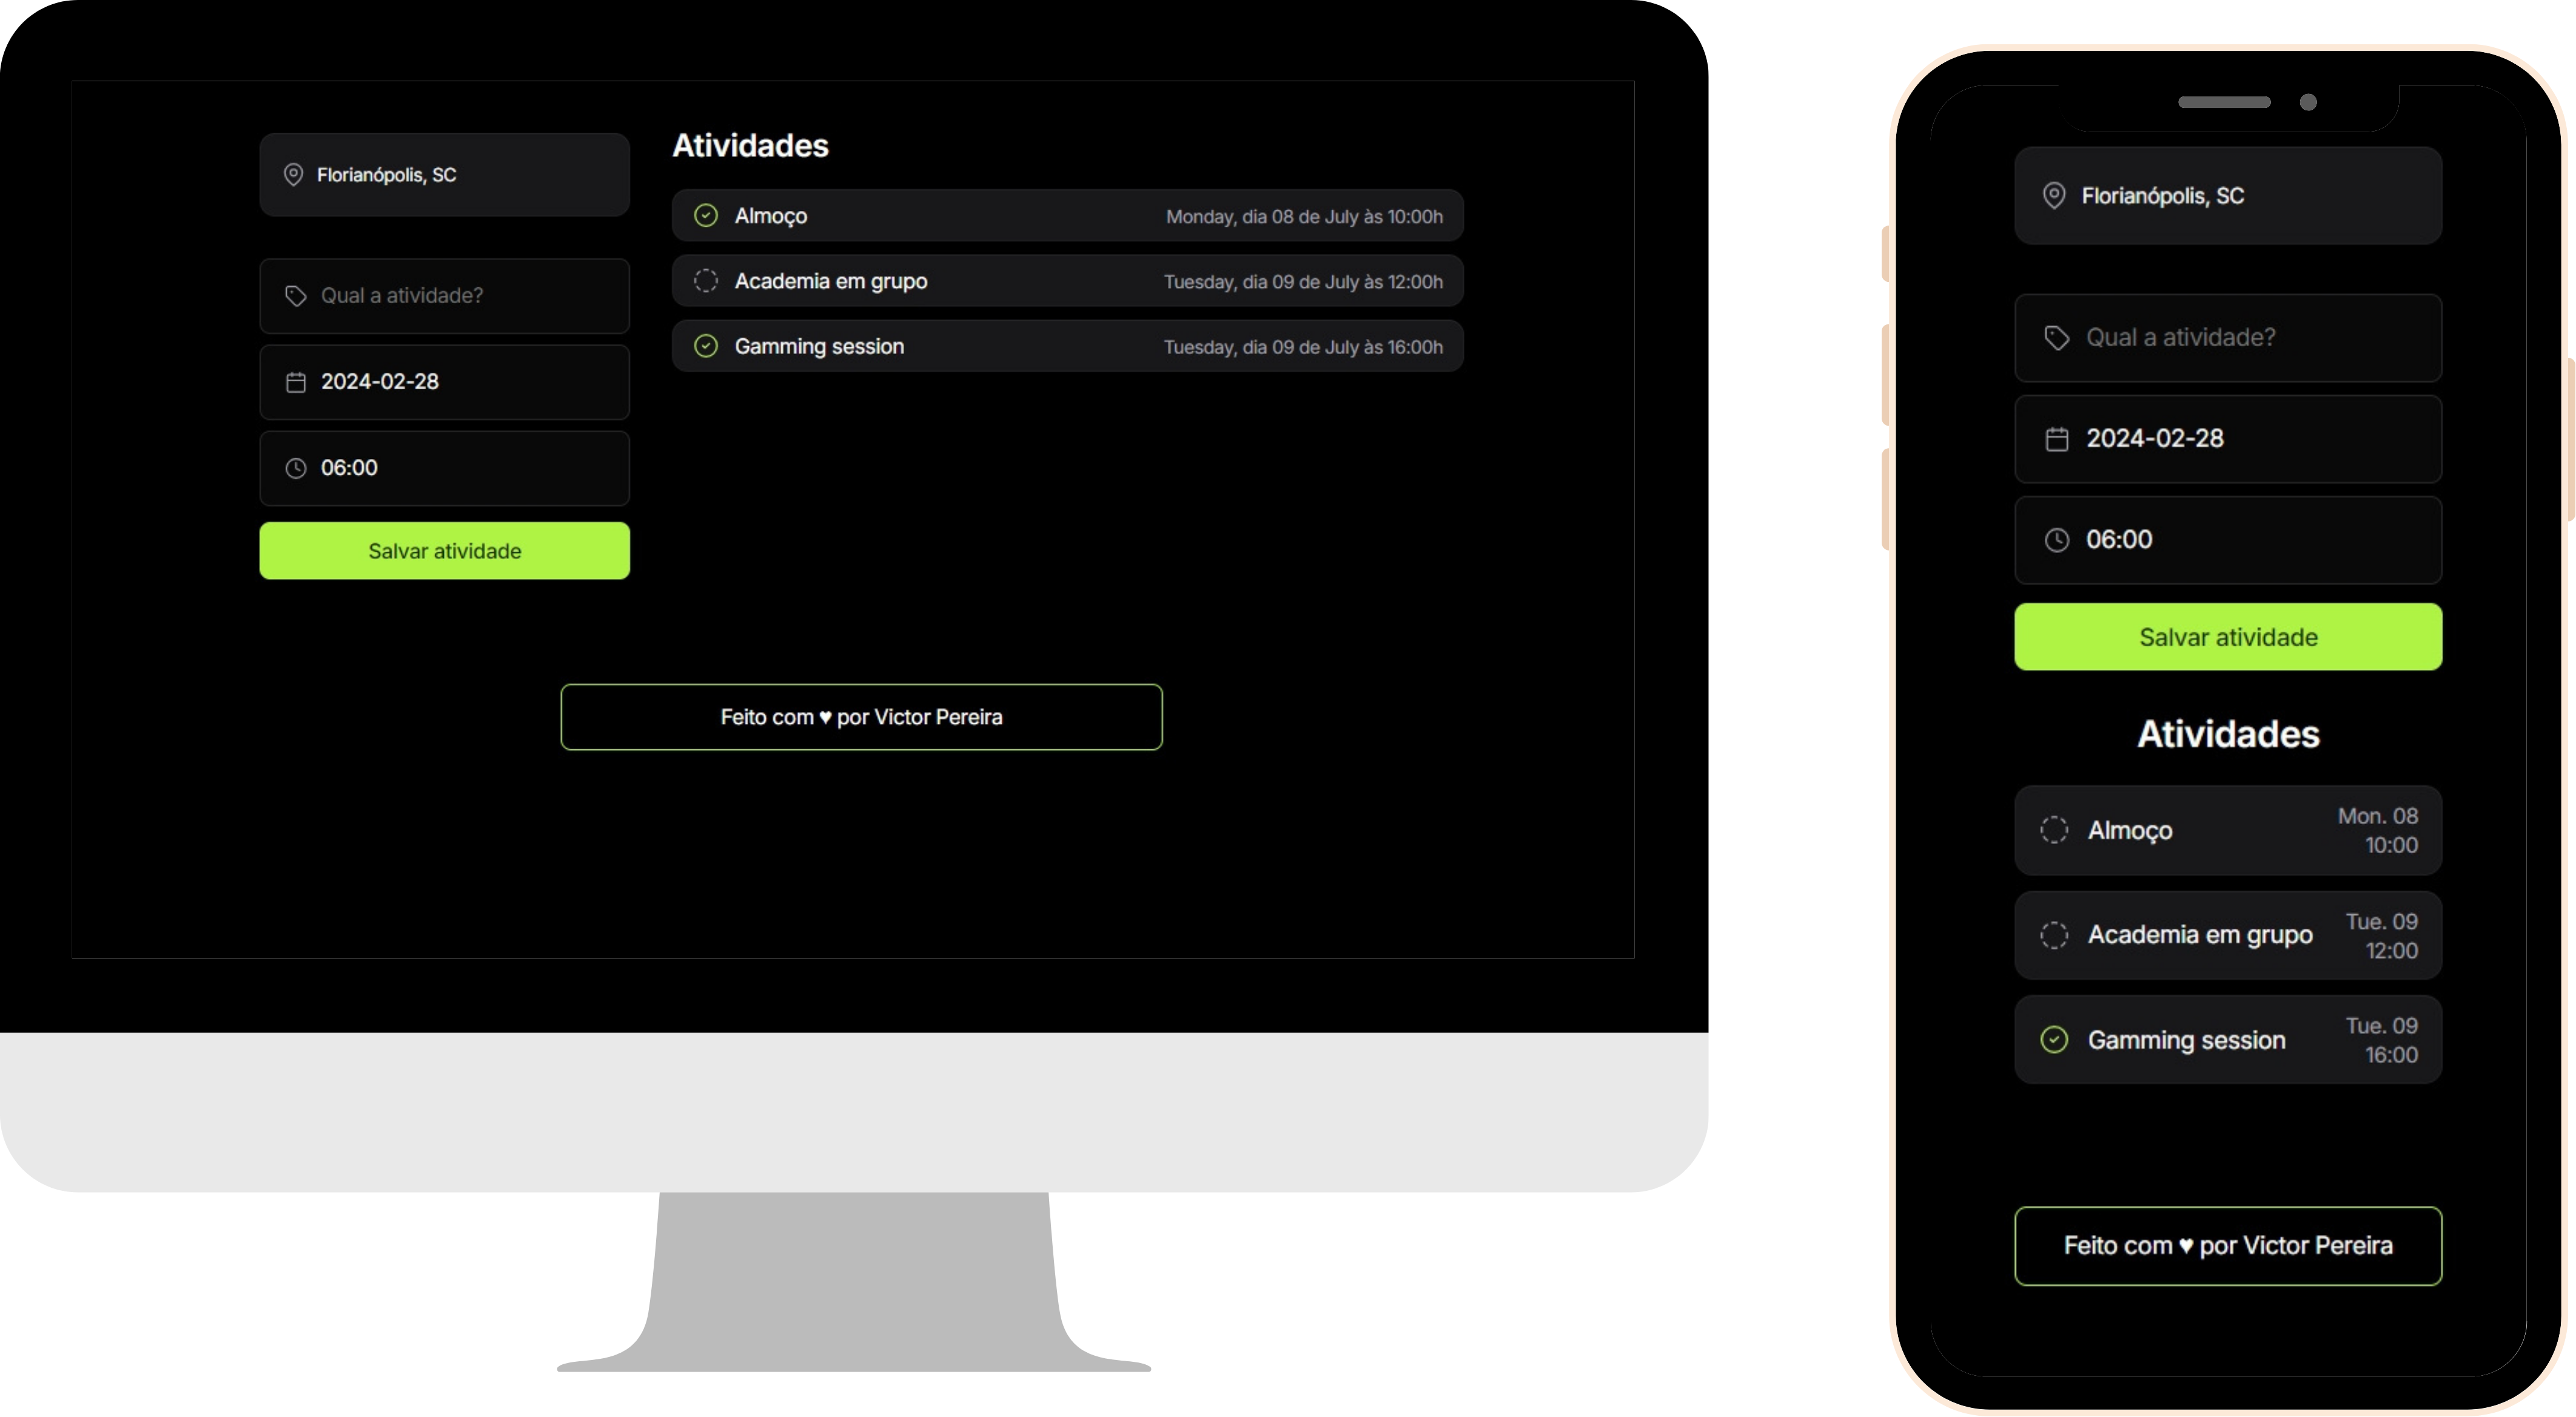 Florianópolis, SC
Qual a atividade?
2024-02-28
06:00
Salvar atividade
Atividades
Almoço
Monday, dia 08 de July às 10:00h
Academia em grupo
Tuesday, dia 09 de July às 12:00h
Gamming session
Tuesday, dia 09 de July às 16:00h
Feito com ♥ por Victor Pereira
Florianópolis, SC
Qual a atividade?
2024-02-28
06:00
Salvar atividade
Atividades
Almoço
Mon. 08
10:00
Academia em grupo
Tue. 09
12:00
Gamming session
Tue. 09
16:00
Feito com ♥ por Victor Pereira